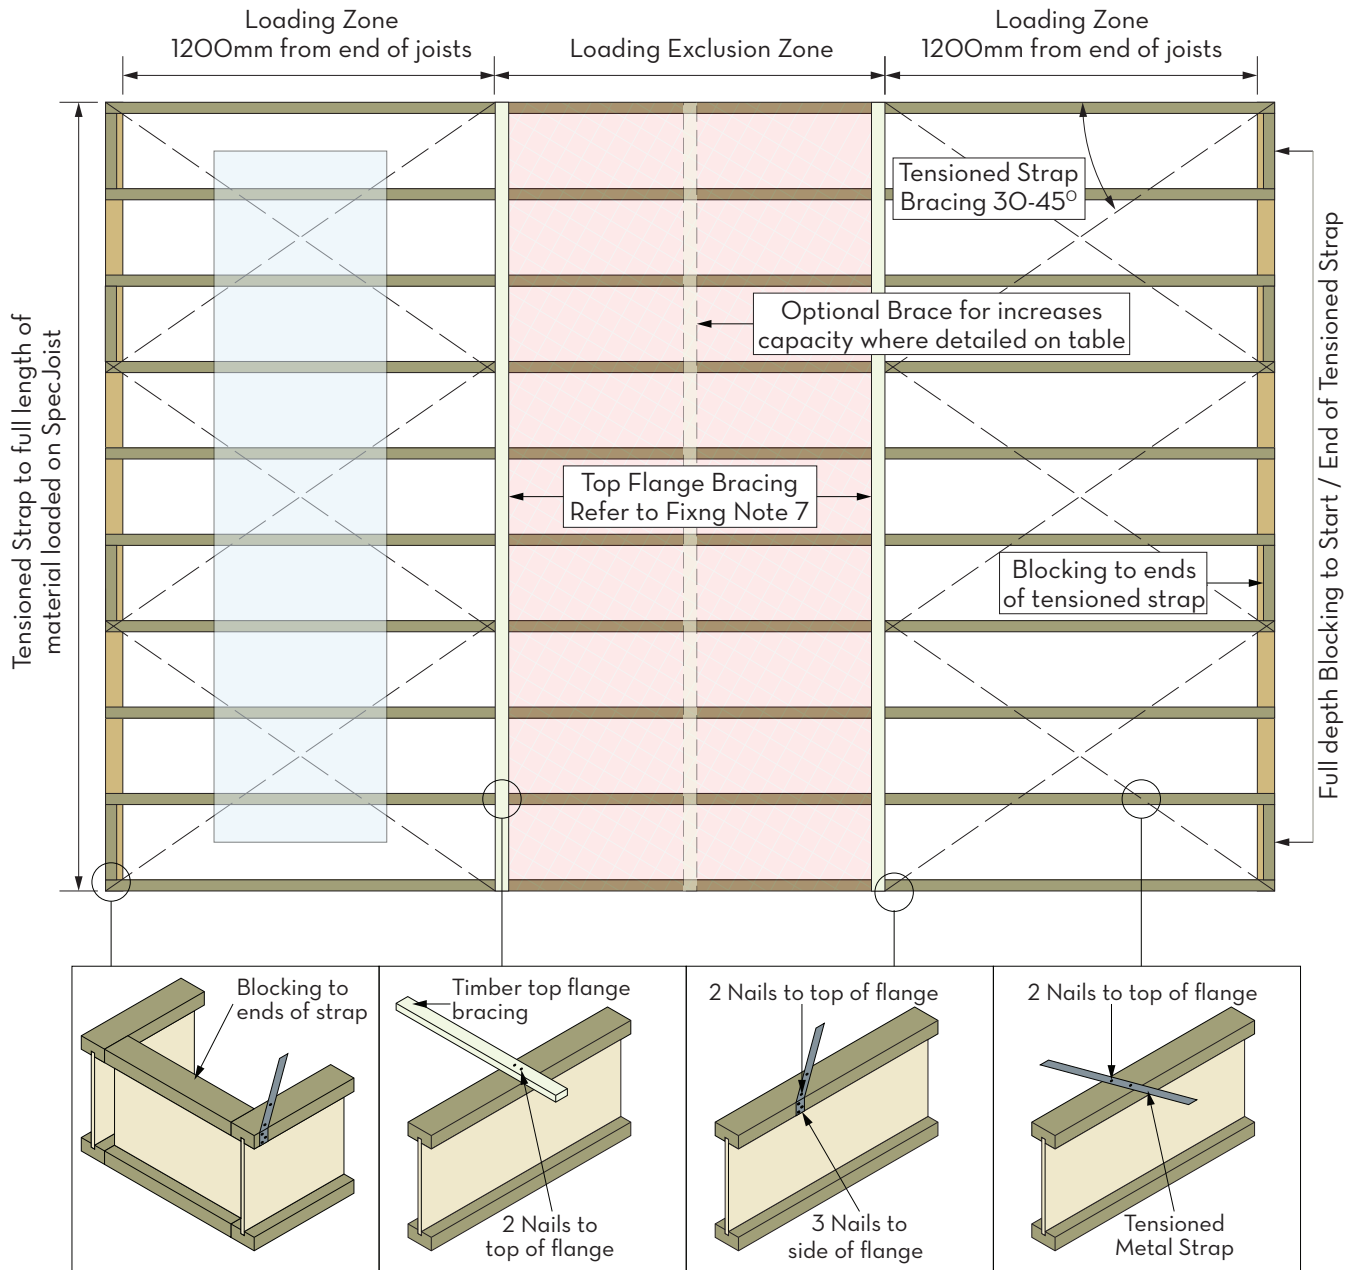 Loading Zone
1200mm from end of joists
Loading Exclusion Zone
Loading Zone
1200mm from end of joists
Tensioned Strap to full length of
material loaded on SpecJoist
Tensioned Strap
Bracing 30-45⁰
Optional Brace for increases
capacity where detailed on table
Top Flange Bracing
Refer to Fixng Note 7
Blocking to ends
of tensioned strap
Full depth Blocking to Start / End of Tensioned Strap
Blocking to
ends of strap
Timber top flange
bracing
2 Nails to
top of flange
2 Nails to top of flange
3 Nails to
side of flange
2 Nails to top of flange
Tensioned
Metal Strap